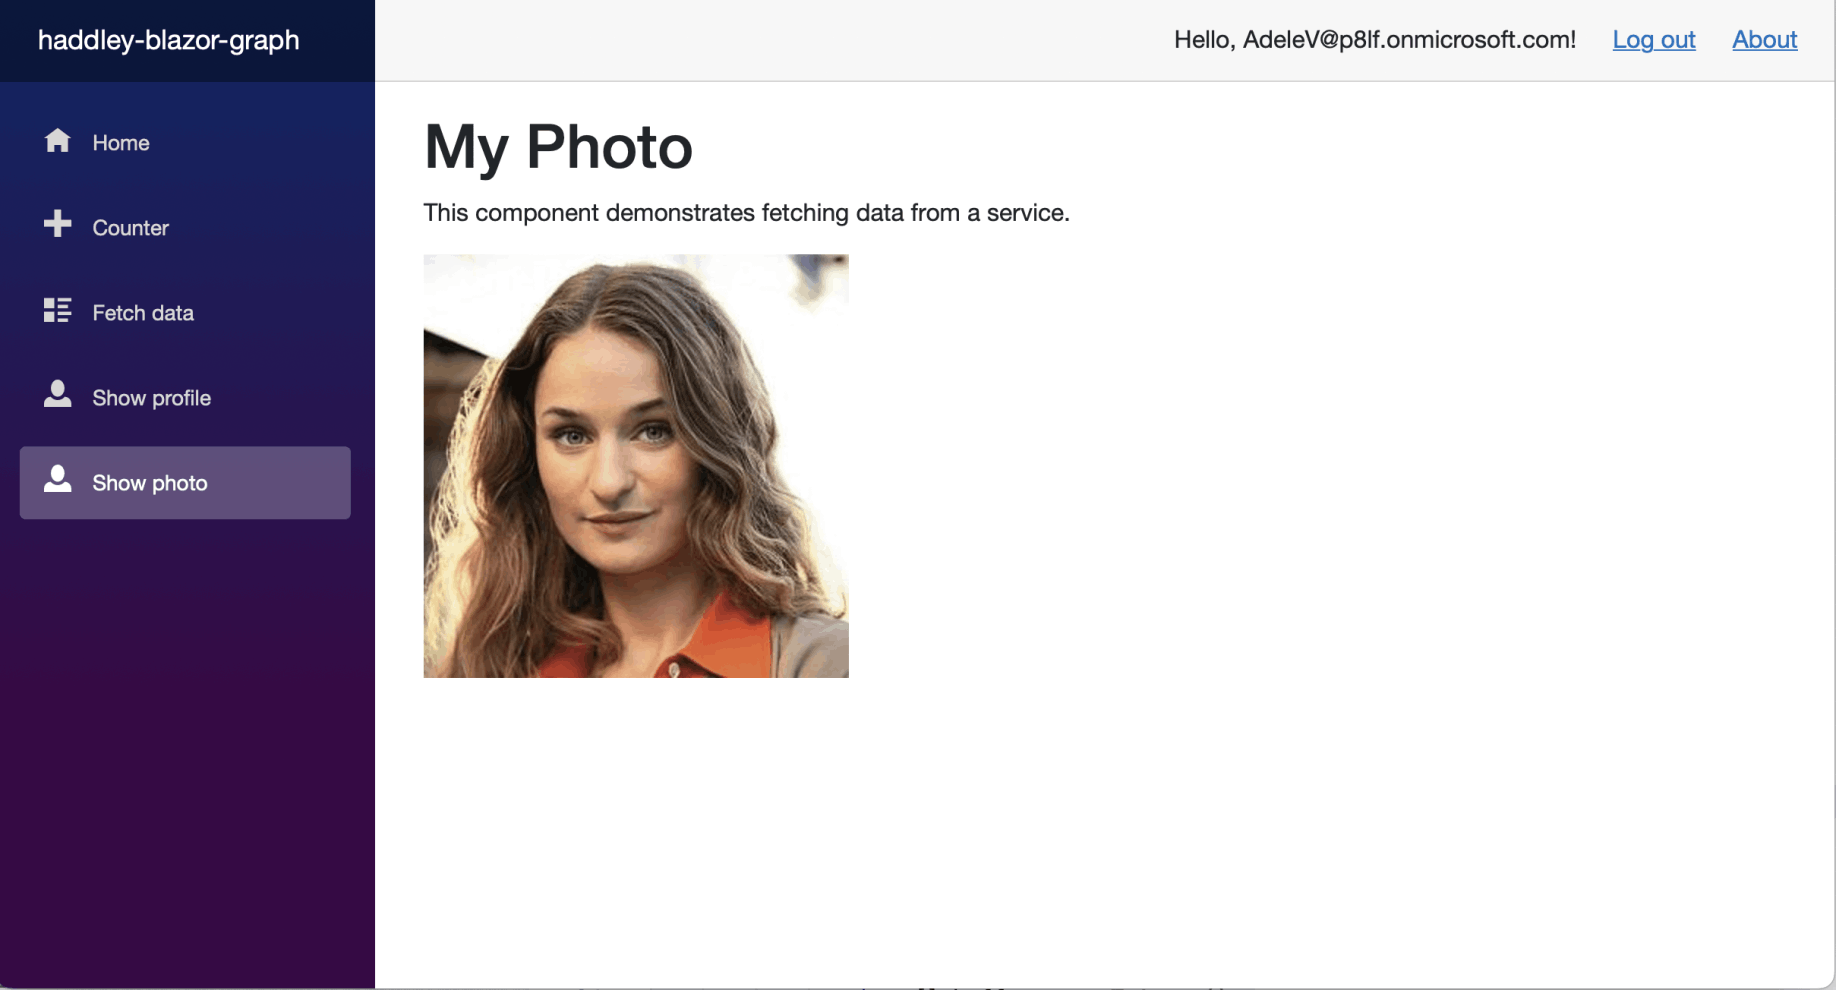 haddley-blazor-graph
Hello, AdeleV@p8lf.onmicrosoft.com! Log out About
Home
Counter
Fetch data
Show profile
Show photo
My Photo
This component demonstrates fetching data from a service.